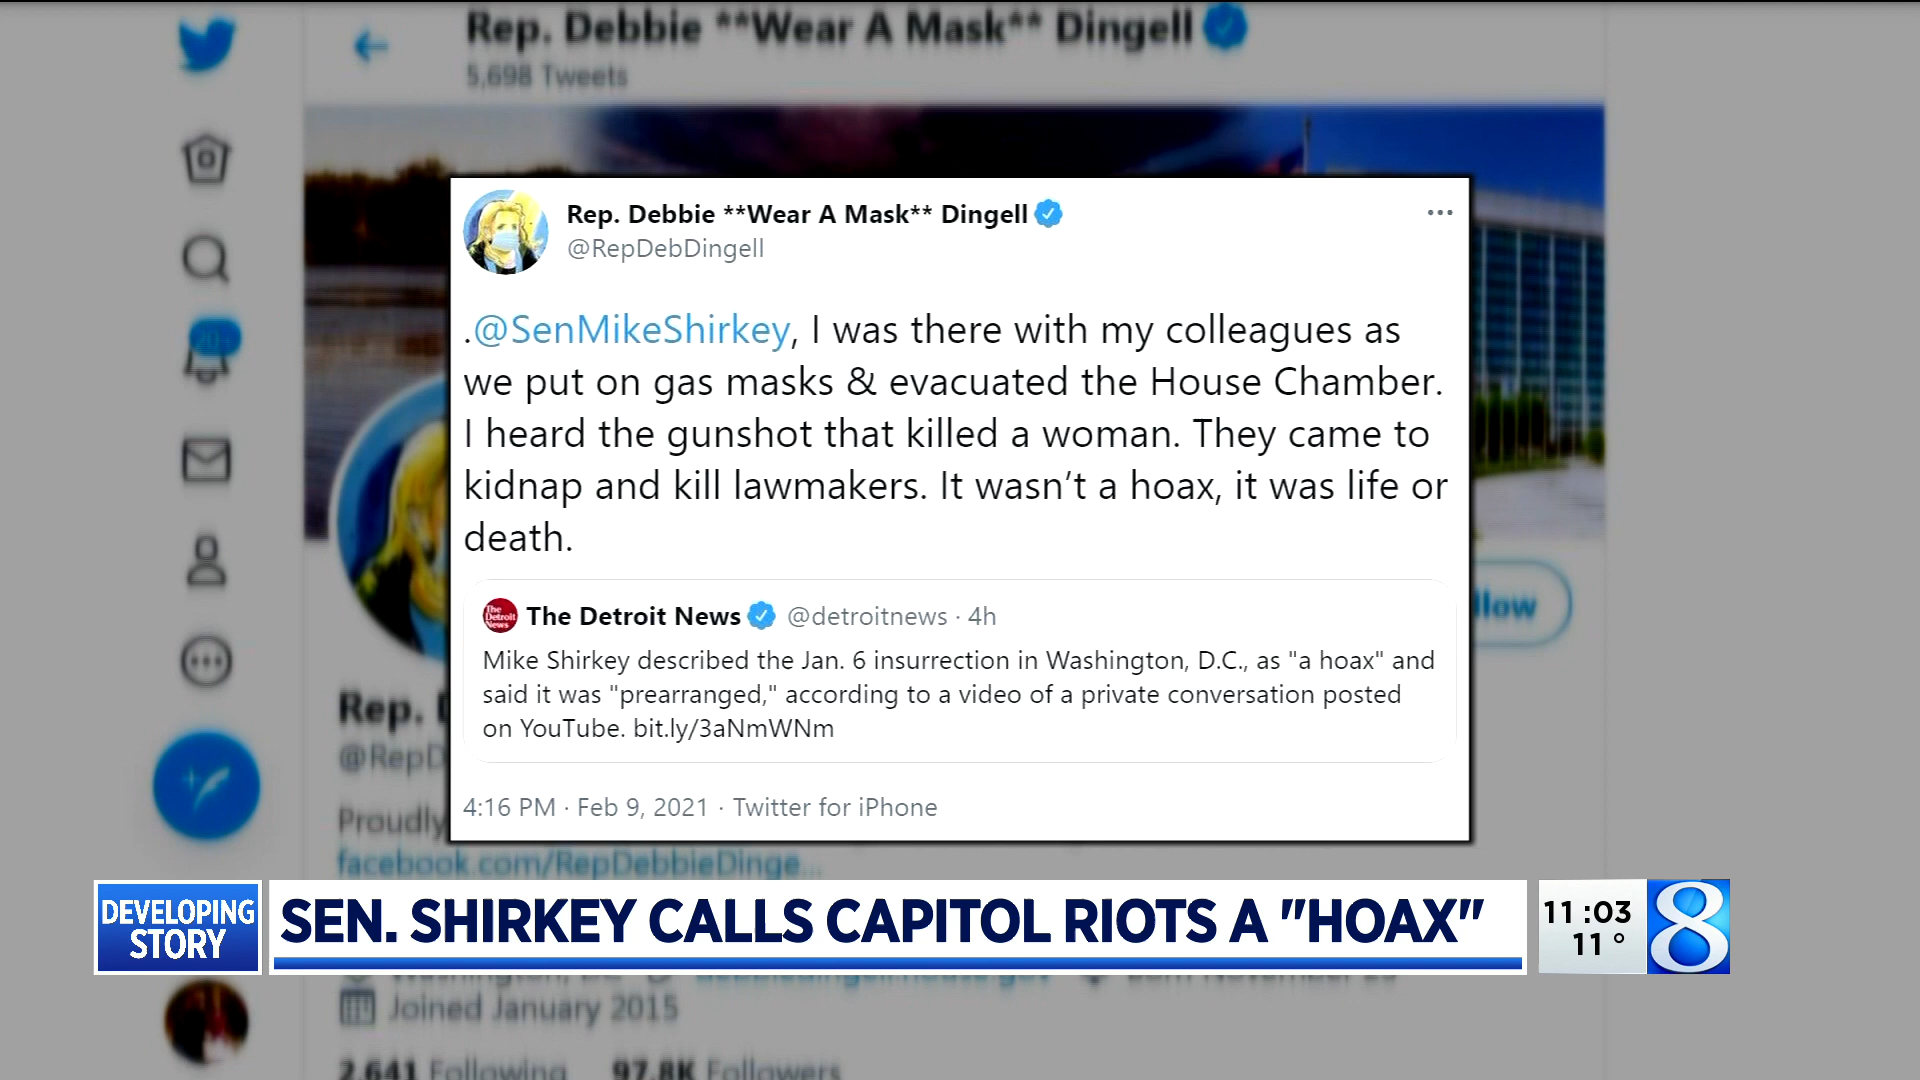 Rep. Debbie **Wear A Mask** Dingell
5,698 Tweets
Rep. Debbie **Wear A Mask** Dingell
@RepDebDingell
.@SenMikeShirkey, I was there with my colleagues as
we put on gas masks & evacuated the House Chamber.
I heard the gunshot that killed a woman. They came to
kidnap and kill lawmakers. It wasn’t a hoax, it was life or
death.
The Detroit News
The Detroit News @detroitnews · 4h
Mike Shirkey described the Jan. 6 insurrection in Washington, D.C., as "a hoax" and
said it was "prearranged," according to a video of a private conversation posted
on YouTube. bit.ly/3aNmWNm
4:16 PM · Feb 9, 2021 · Twitter for iPhone
llow
Rep. D
@RepD
Proudly
facebook.com/RepDebbieDinge...
DEVELOPING
STORY
SEN. SHIRKEY CALLS CAPITOL RIOTS A "HOAX"
11:03
11°
8
Joined January 2015
2,641 Following 97.8K Followers